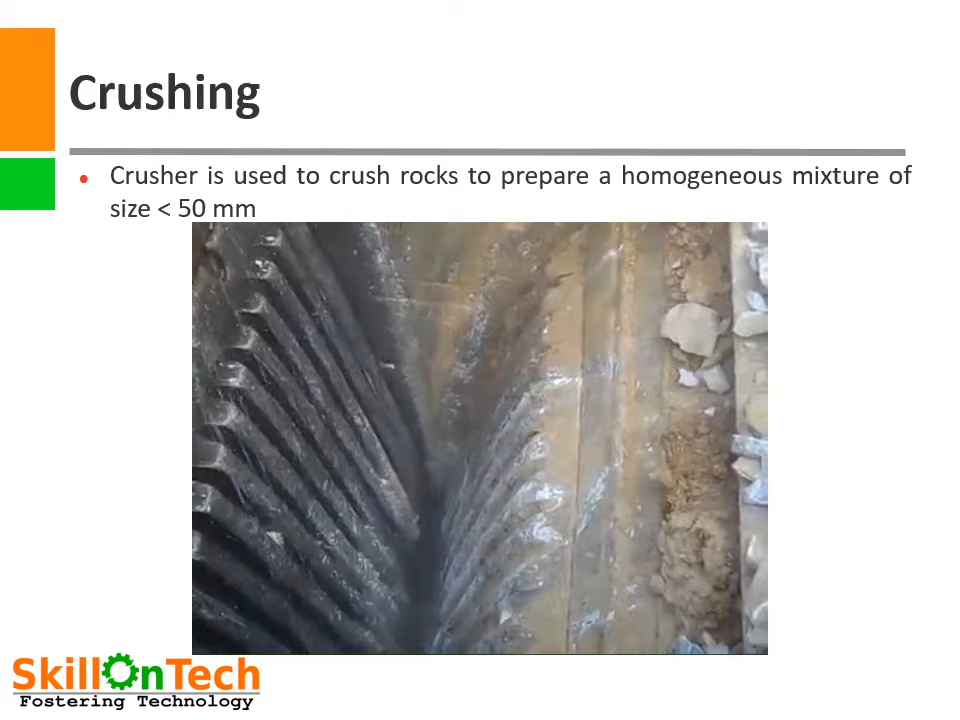 Crushing
• Crusher is used to crush rocks to prepare a homogeneous mixture of
size < 50 mm
SkillOnTech
Fostering Technology